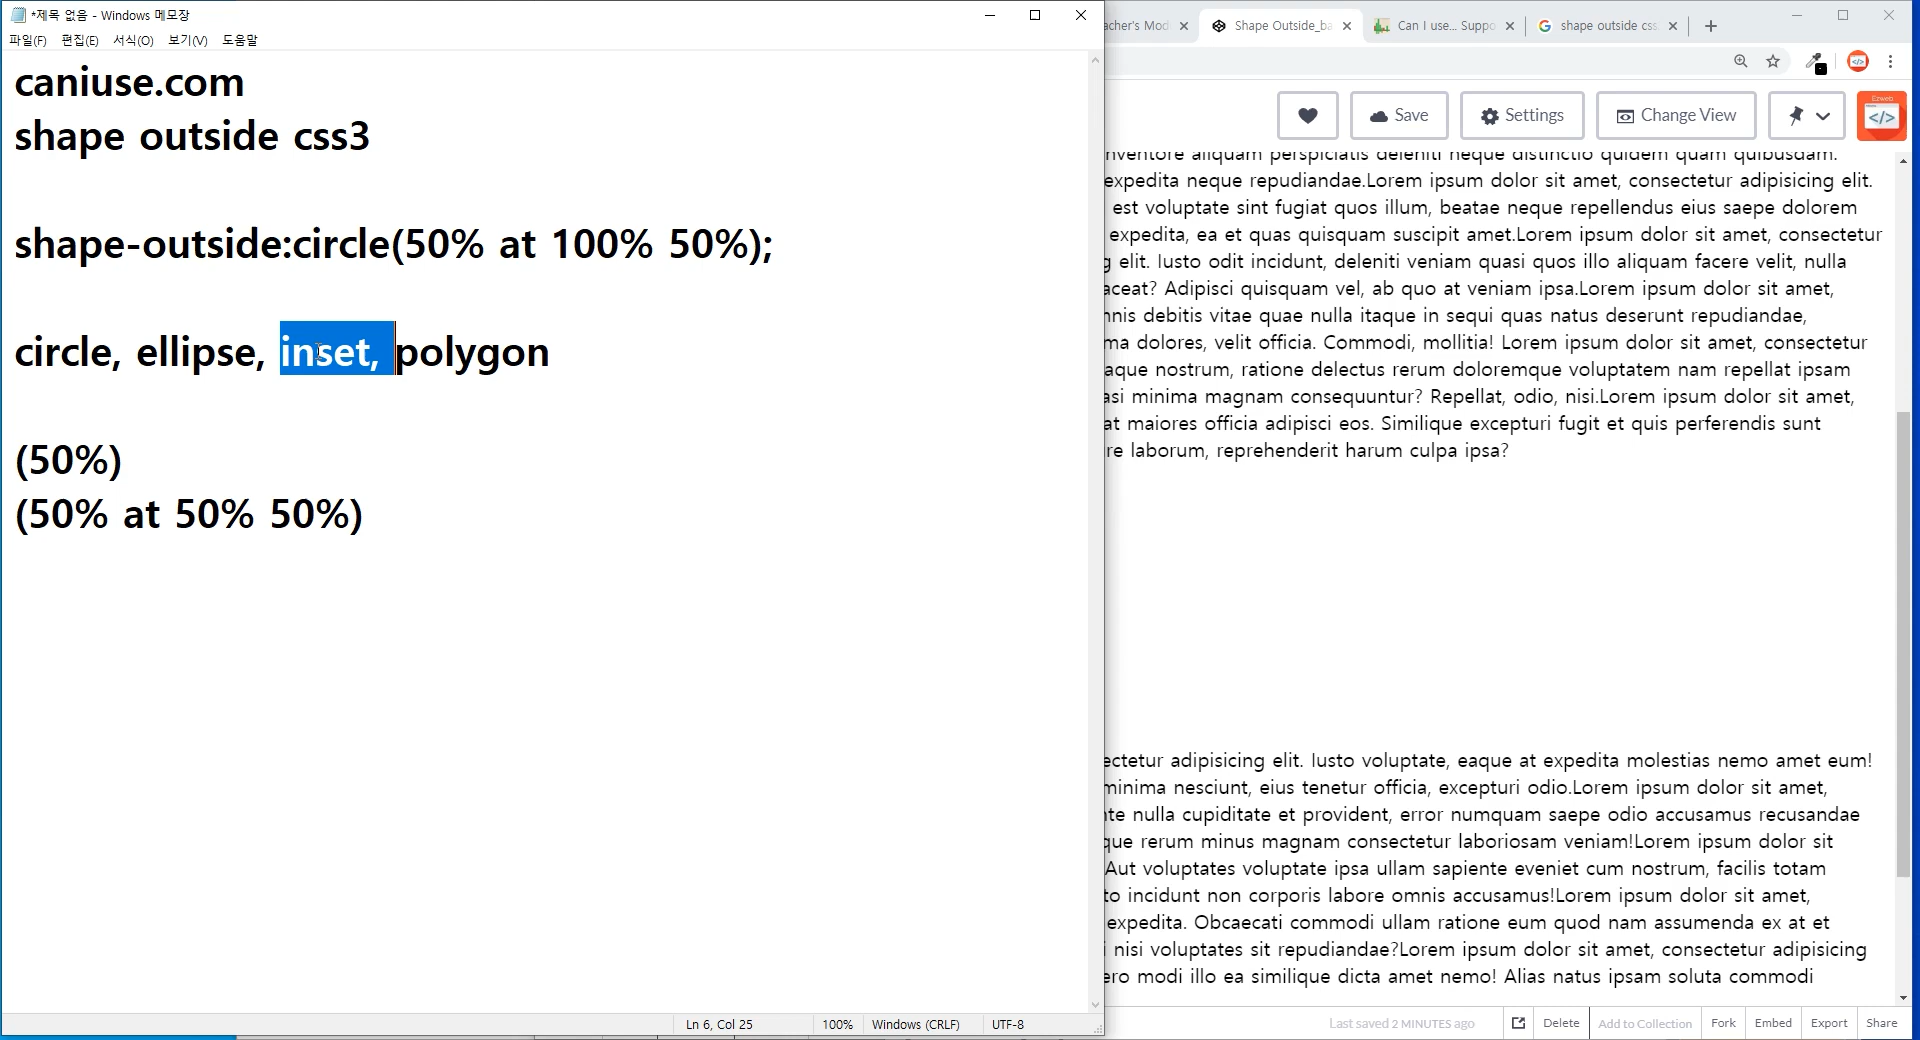 *제목 없음 - Windows 메모장
파일(F) 편집(E) 서식(O) 보기(V) 도움말
caniuse.com
shape outside css3
shape-outside:circle(50% at 100% 50%);
circle, ellipse, inset, polygon
(50%)
(50% at 50% 50%)
Ln 6, Col 25 100% Windows (CRLF) UTF-8
acher's Mod Shape Outside_ba Can I use... Suppo shape outside css
Save Settings Change View
Ezweb
</>
nventore aliquam perspiciatis deleniti neque distinctio quidem quam quibusdam.
expedita neque repudiandae.Lorem ipsum dolor sit amet, consectetur adipisicing elit.
est voluptate sint fugiat quos illum, beatae neque repellendus eius saepe dolorem
expedita, ea et quas quisquam suscipit amet.Lorem ipsum dolor sit amet, consectetur
g elit. Iusto odit incidunt, deleniti veniam quasi quos illo aliquam facere velit, nulla
aceat? Adipisci quisquam vel, ab quo at veniam ipsa.Lorem ipsum dolor sit amet,
nnis debitis vitae quae nulla itaque in sequi quas natus deserunt repudiandae,
ma dolores, velit officia. Commodi, mollitia! Lorem ipsum dolor sit amet, consectetur
aque nostrum, ratione delectus rerum doloremque voluptatem nam repellat ipsam
asi minima magnam consequuntur? Repellat, odio, nisi.Lorem ipsum dolor sit amet,
at maiores officia adipisci eos. Similique excepturi fugit et quis perferendis sunt
re laborum, reprehenderit harum culpa ipsa?
ectetur adipisicing elit. Iusto voluptate, eaque at expedita molestias nemo amet eum!
minima nesciunt, eius tenetur officia, excepturi odio.Lorem ipsum dolor sit amet,
nte nulla cupiditate et provident, error numquam saepe odio accusamus recusandae
que rerum minus magnam consectetur laboriosam veniam!Lorem ipsum dolor sit
Aut voluptates voluptate ipsa ullam sapiente eveniet cum nostrum, facilis totam
to incidunt non corporis labore omnis accusamus!Lorem ipsum dolor sit amet,
expedita. Obcaecati commodi ullam ratione eum quod nam assumenda ex at et
i nisi voluptates sit repudiandae?Lorem ipsum dolor sit amet, consectetur adipisicing
ero modi illo ea similique dicta amet nemo! Alias natus ipsam soluta commodi
Last saved 2 MINUTES ago Delete Add to Collection Fork Embed Export Share